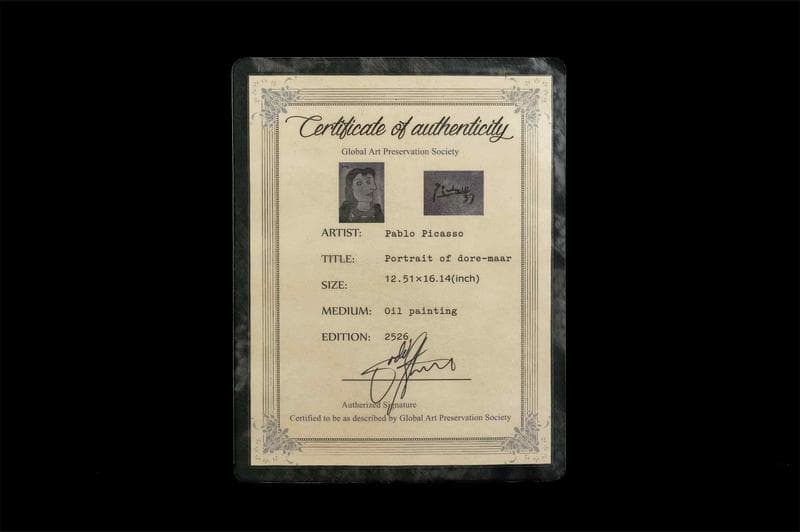 Certificate of authenticity
Global Art Preservation Society
Picasso
37
ARTIST: Pablo Picasso
TITLE: Portrait of dore-maar
SIZE: 12.51×16.14(inch)
MEDIUM: Oil painting
EDITION: 2526
Autherized Signature
Certified to be as described by Global Art Preservation Society